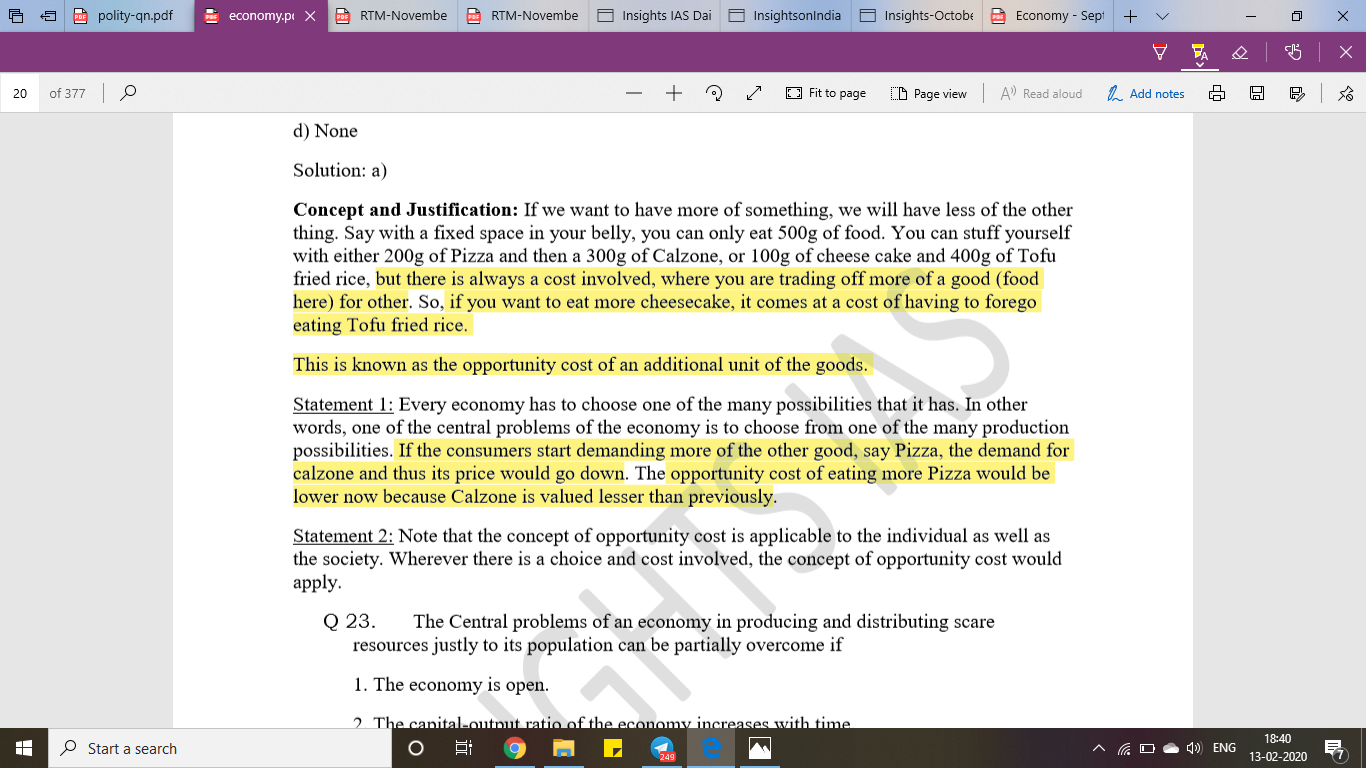 polity-qn.pdf
economy.pd
RTM-Novembe
RTM-Novembe
Insights IAS Dai
InsightsonIndia
Insights-Octobe
Economy - Sept
20 of 377
Fit to page
Page view
Read aloud
Add notes
d) None
Solution: a)
Concept and Justification: If we want to have more of something, we will have less of the other
thing. Say with a fixed space in your belly, you can only eat 500g of food. You can stuff yourself
with either 200g of Pizza and then a 300g of Calzone, or 100g of cheese cake and 400g of Tofu
fried rice, but there is always a cost involved, where you are trading off more of a good (food
here) for other. So, if you want to eat more cheesecake, it comes at a cost of having to forego
eating Tofu fried rice.
This is known as the opportunity cost of an additional unit of the goods.
Statement 1: Every economy has to choose one of the many possibilities that it has. In other
words, one of the central problems of the economy is to choose from one of the many production
possibilities. If the consumers start demanding more of the other good, say Pizza, the demand for
calzone and thus its price would go down. The opportunity cost of eating more Pizza would be
lower now because Calzone is valued lesser than previously.
Statement 2: Note that the concept of opportunity cost is applicable to the individual as well as
the society. Wherever there is a choice and cost involved, the concept of opportunity cost would
apply.
Q 23. The Central problems of an economy in producing and distributing scare
resources justly to its population can be partially overcome if
1. The economy is open.
2. The capital-output ratio of the economy increases with time
GHTS IAS
Start a search
249
ENG
18:40
13-02-2020
7